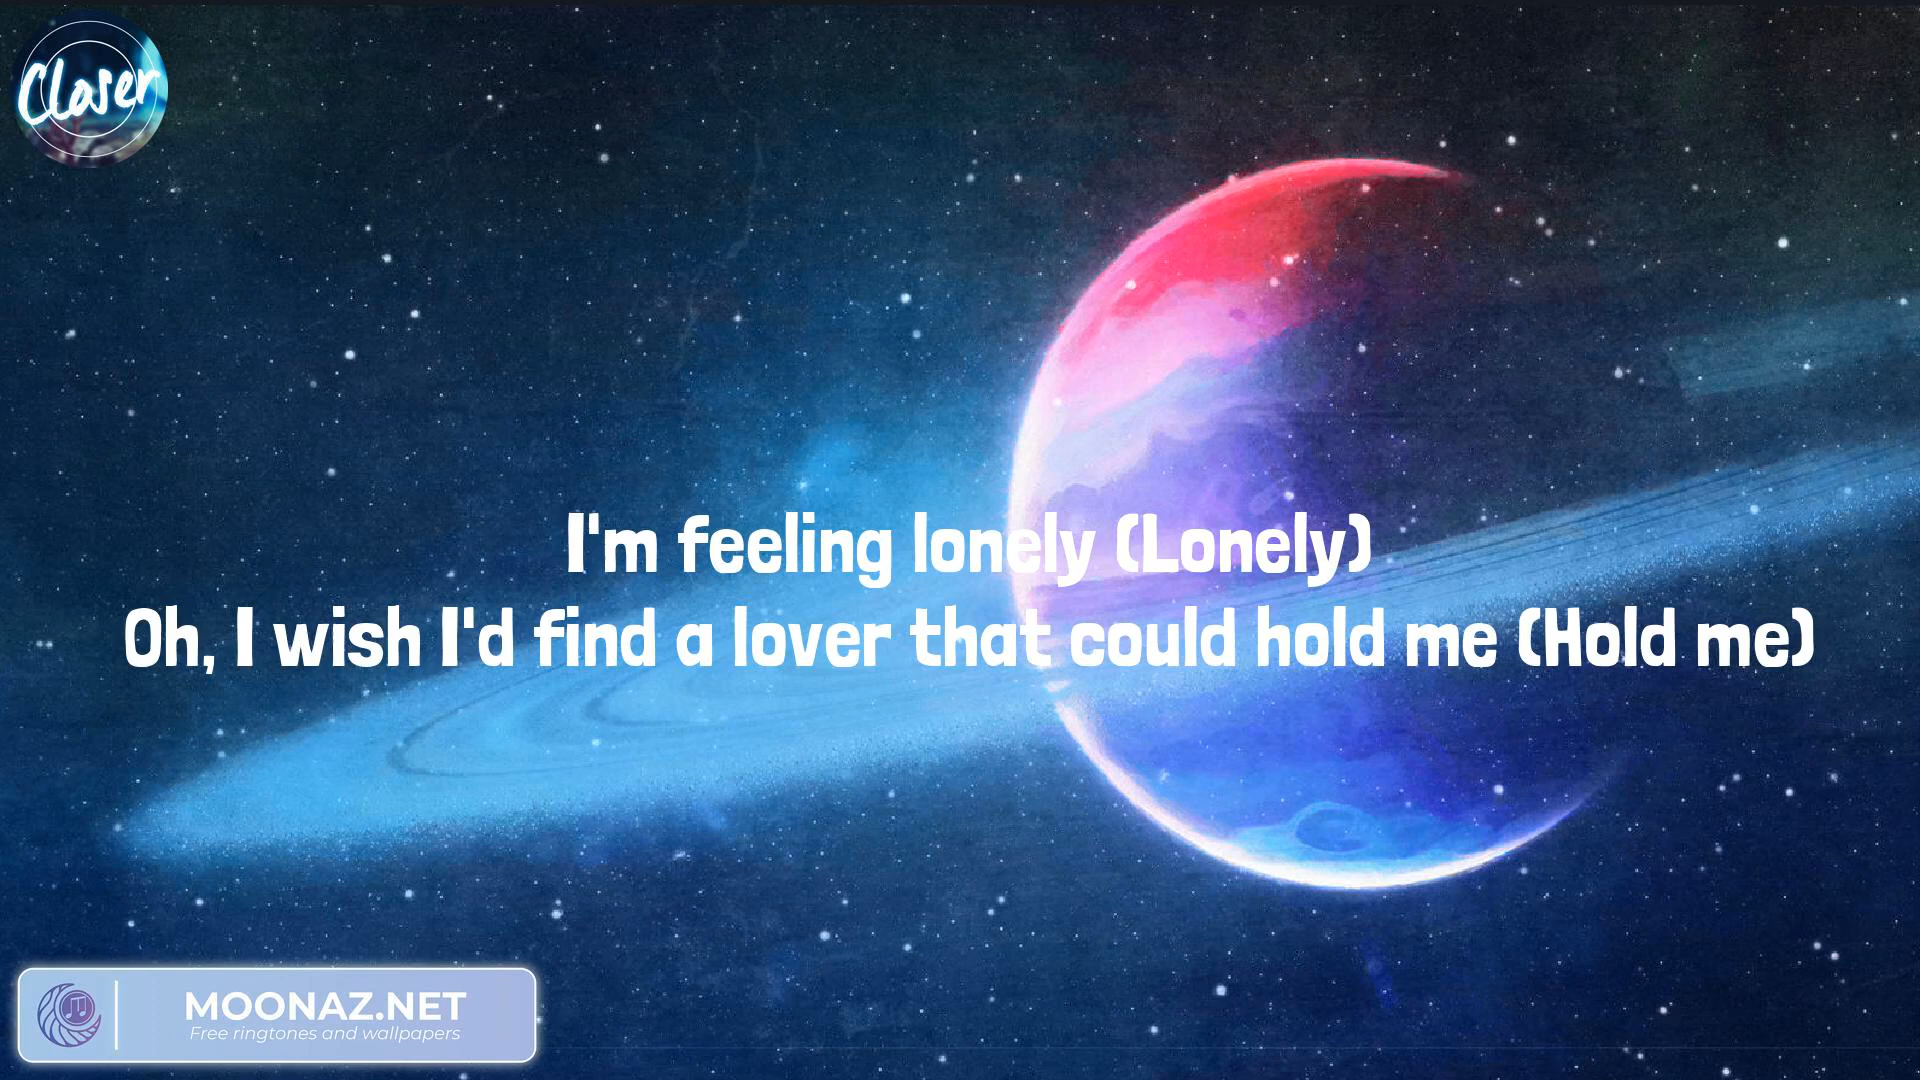 Closer
I'm feeling lonely (Lonely)
Oh, I wish I'd find a lover that could hold me (Hold me)
MOONAZ.NET
Free ringtones and wallpapers